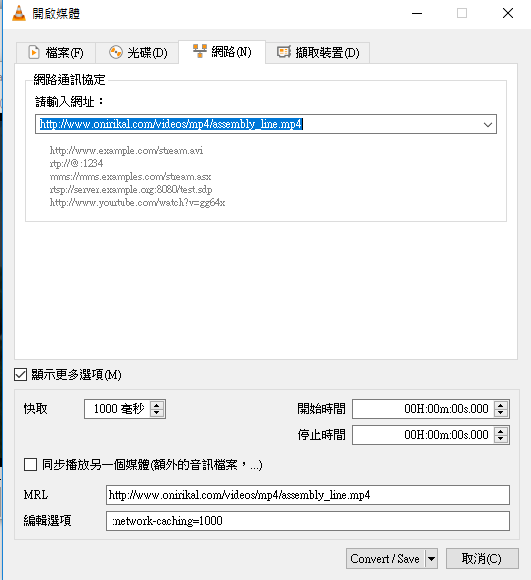 開啟媒體
檔案(F) 光碟(D) 網路(N) 擷取裝置(D)
網路通訊協定
請輸入網址：
http://www.onirikal.com/videos/mp4/assembly_line.mp4
http://www.example.com/stream.avi
rtp://@:1234
mms://mms.examples.com/stream.asx
rtsp://server.example.org:8080/test.sdp
http://www.yourtube.com/watch?v=gg64x
顯示更多選項(M)
快取 1000 毫秒 開始時間 00H:00m:00s.000
停止時間 00H:00m:00s.000
同步播放另一個媒體(額外的音訊檔案，...)
MRL http://www.onirikal.com/videos/mp4/assembly_line.mp4
編輯選項 :network-caching=1000
Convert / Save 取消(C)